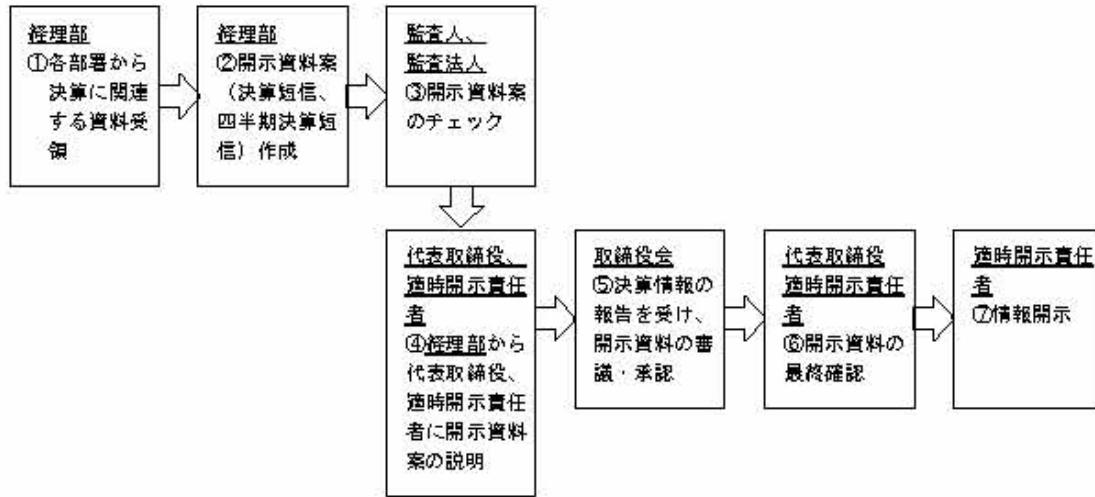 経理部
①各部署から
決算に関連
する資料受
領
経理部
②開示資料案
（決算短信、
四半期決算短
信）作成
監査人、
監査法人
③開示資料案
のチェック
代表取締役、
適時開示責任
者
④経理部から
代表取締役、
適時開示責任
者に開示資料
案の説明
取締役会
⑤決算情報の
報告を受け、
開示資料の審
議・承認
代表取締役
適時開示責任
者
⑥開示資料の
最終確認
適時開示責任
者
⑦情報開示